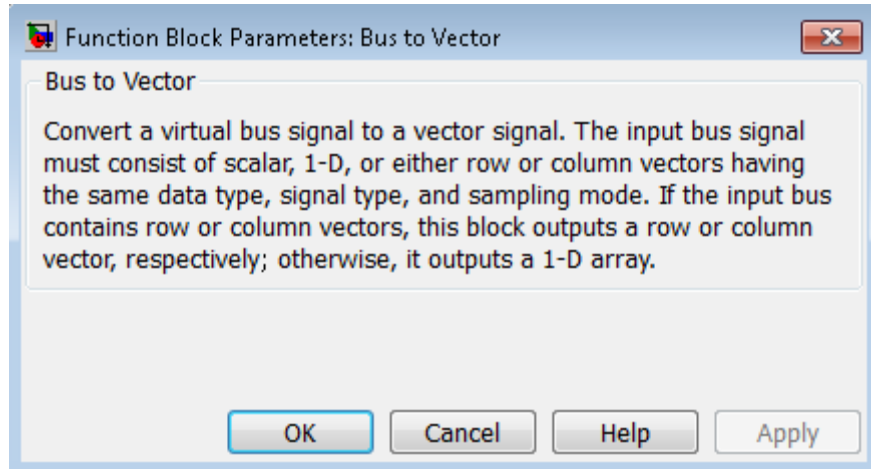 Function Block Parameters: Bus to Vector
Bus to Vector
Convert a virtual bus signal to a vector signal. The input bus signal
must consist of scalar, 1-D, or either row or column vectors having
the same data type, signal type, and sampling mode. If the input bus
contains row or column vectors, this block outputs a row or column
vector, respectively; otherwise, it outputs a 1-D array.
OK Cancel Help Apply